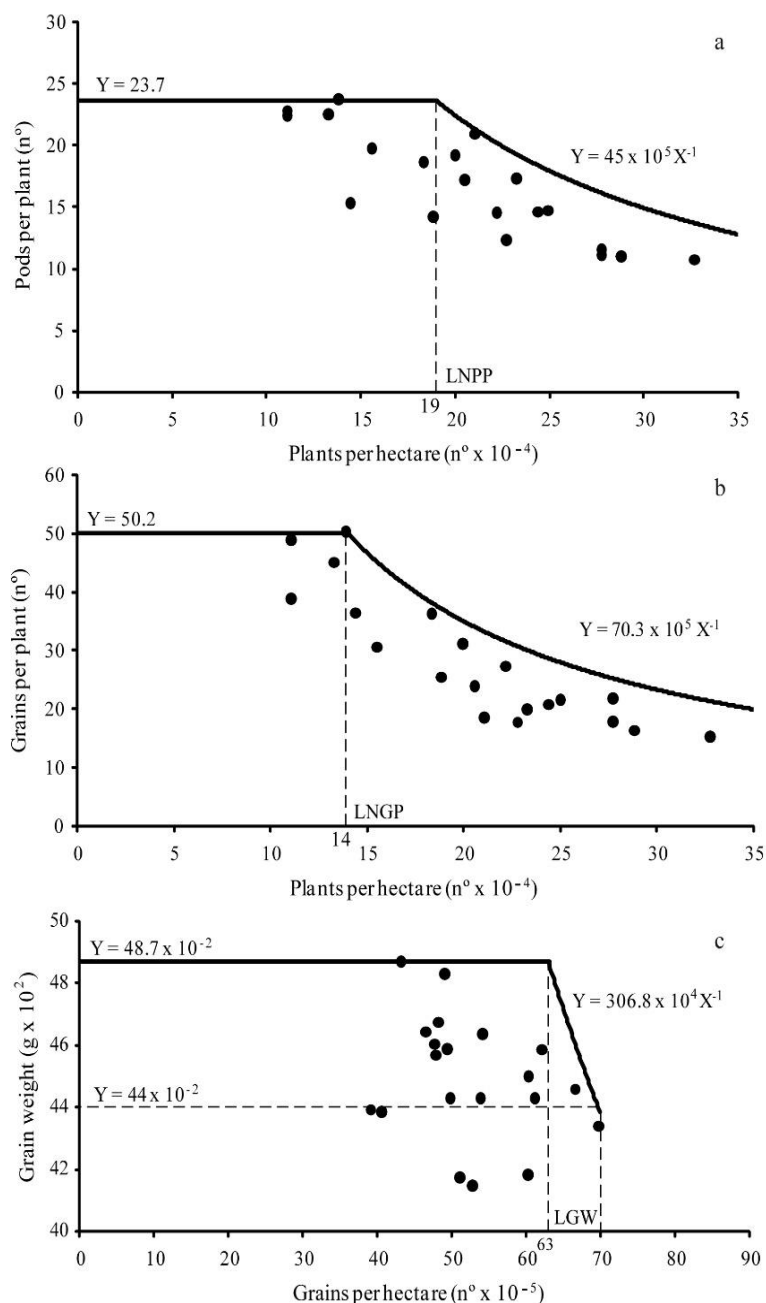 a
30
25
20
15
10
5
0
Pods per plant (nº)
Y = 23.7
Y = 45 x 10⁵ X⁻¹
LNPP
19
0 5 10 15 20 25 30 35
Plants per hectare (nº x 10⁻⁴)
b
60
50
40
30
20
10
0
Grains per plant (nº)
Y = 50.2
Y = 70.3 x 10⁵ X⁻¹
LNGP
14
0 5 10 15 20 25 30 35
Plants per hectare (nº x 10⁻⁴)
c
50
48
46
44
42
40
Grain weight (g x 10²)
Y = 48.7 x 10⁻²
Y = 306.8 x 10⁴ X⁻¹
Y = 44 x 10⁻²
LGW
63
0 10 20 30 40 50 60 70 80 90
Grains per hectare (nº x 10⁻⁵)